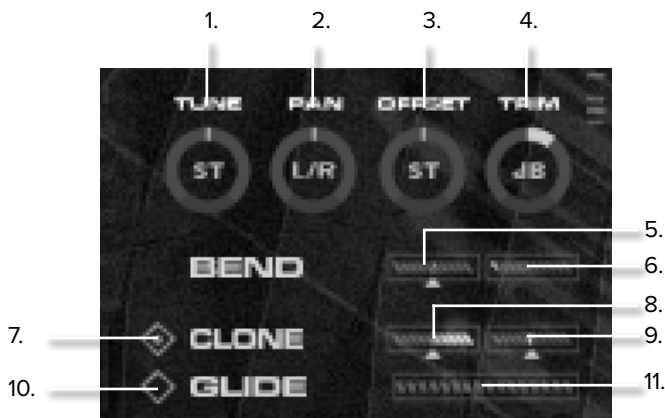 1. 2. 3. 4.
TUNE PAN OFFSET TRIM
ST L/R ST dB
5.
BEND
6.
8.
7. CLONE 9.
10. GLIDE 11.